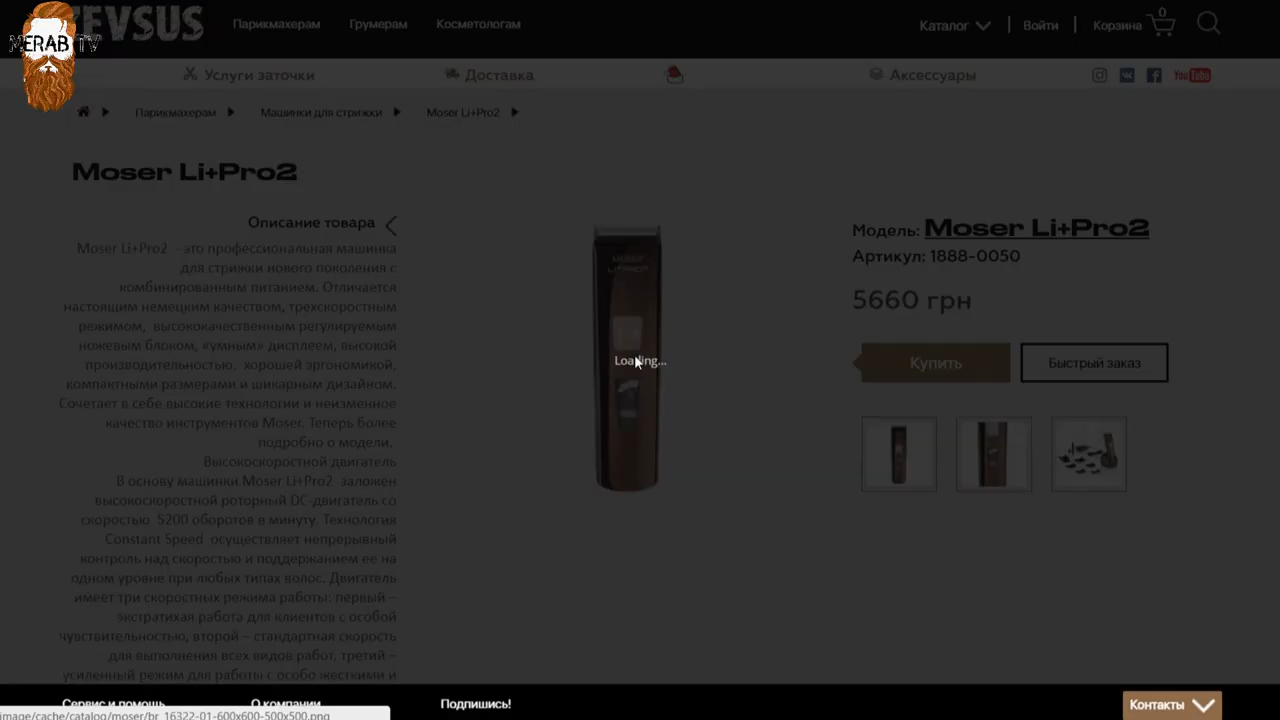 ZEVSUS
MERAB TV
Парикмахерам
Грумерам
Косметологам
Каталог
Войти
Корзина
0
Услуги заточки
Доставка
Аксессуары
You Tube
Парикмахерам
Машинки для стрижки
Moser Li+Pro2
Moser Li+Pro2
Описание товара
Moser Li+Pro2 - это профессиональная машинка
для стрижки нового поколения с
комбинированным питанием. Отличается
настоящим немецким качеством, трехскоростным
режимом, высококачественным регулируемым
ножевым блоком, «умным» дисплеем, высокой
производительностью, хорошей эргономикой,
компактными размерами и шикарным дизайном.
Сочетает в себе высокие технологии и неизменное
качество инструментов Moser. Теперь более
подробно о модели.
Высокоскоростной двигатель
В основу машинки Moser Li+Pro2 заложен
высокоскоростной роторный DC-двигатель со
скоростью 5200 оборотов в минуту. Технология
Constant Speed осуществляет непрерывный
контроль над скоростью и поддержанием ее на
одном уровне при любых типах волос. Двигатель
имеет три скоростных режима работы: первый –
экстратихая работа для клиентов с особой
чувствительностью, второй – стандартная скорость
для выполнения всех видов работ, третий –
усиленный режим для работы с особо жесткими и
MOSER
LI+PRO2
Loading...
Модель: Moser Li+Pro2
Артикул: 1888-0050
5660 грн
Купить
Быстрый заказ
Сервис и помощь
О компании
Подпишись!
Контакты
image/cache/catalog/moser/br_16322-01-600x600-500x500.png